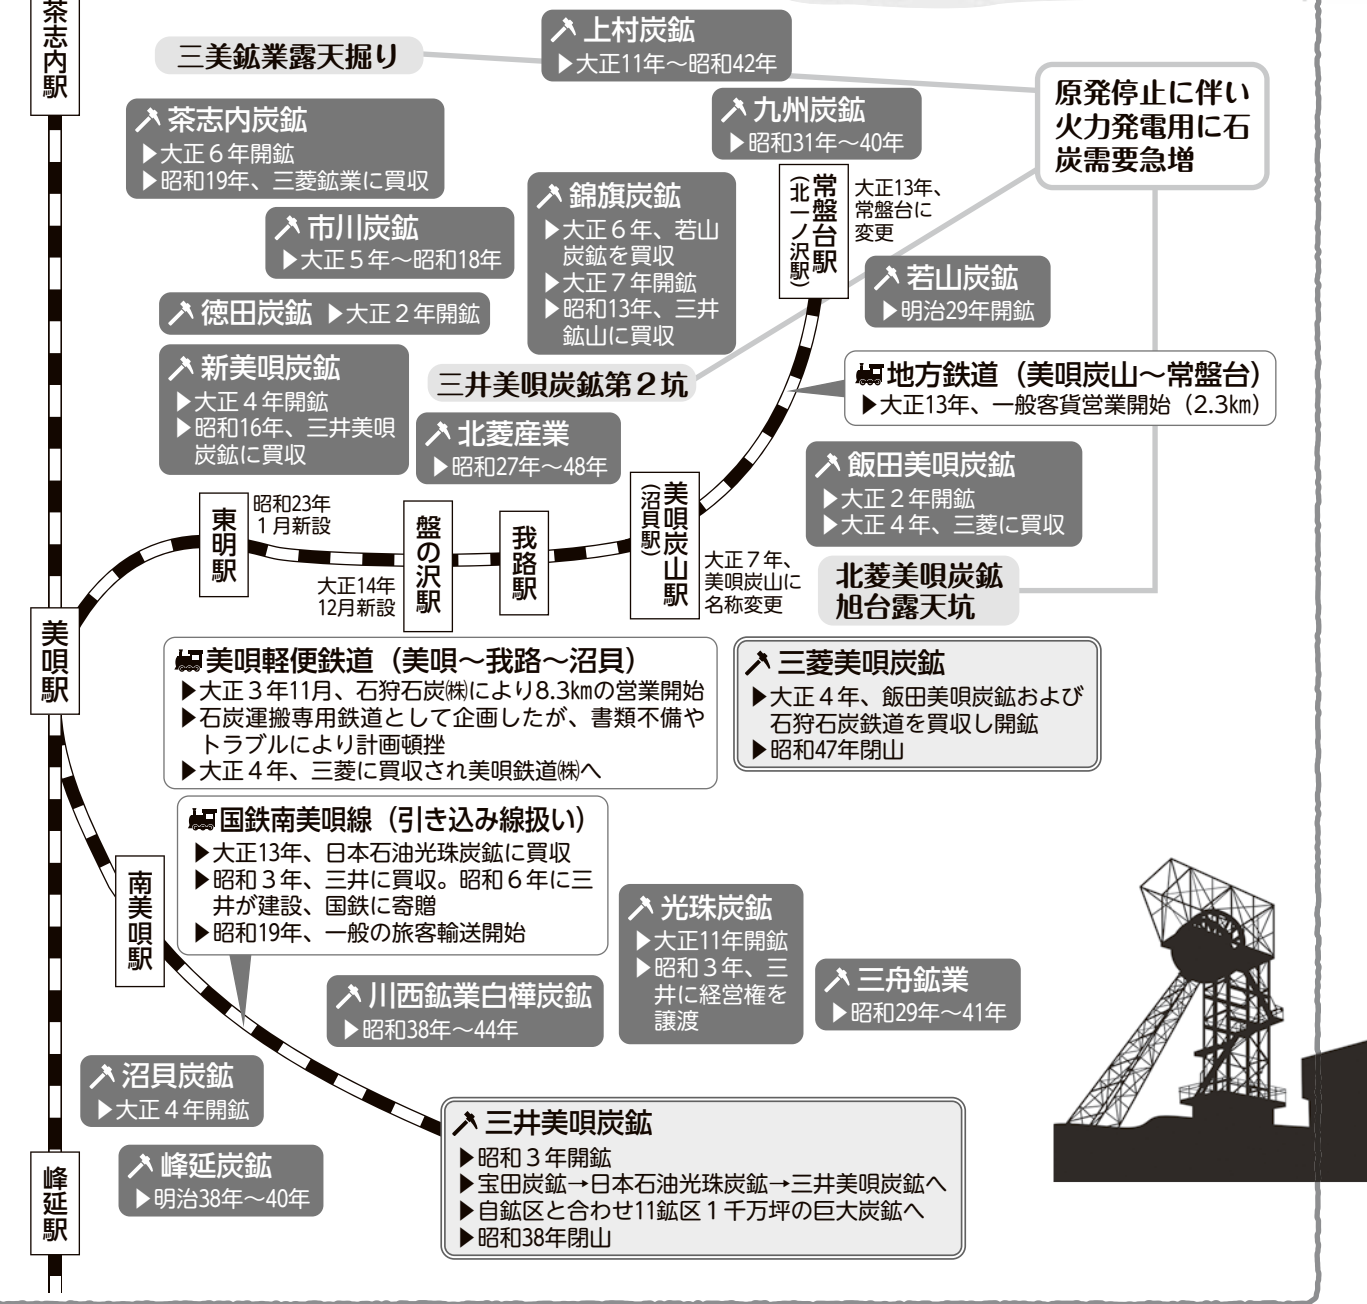 茶志内駅
三美鉱業露天掘り
上村炭鉱
▶大正11年～昭和42年
原発停止に伴い
火力発電用に石
炭需要急増
茶志内炭鉱
▶大正６年開鉱
▶昭和19年、三菱鉱業に買収
九州炭鉱
▶昭和31年～40年
市川炭鉱
▶大正５年～昭和18年
錦旗炭鉱
▶大正６年、若山
炭鉱を買収
▶大正７年開鉱
▶昭和13年、三井
鉱山に買収
常盤台駅
（北一ノ沢駅）
大正13年、
常盤台に
変更
若山炭鉱
▶明治29年開鉱
徳田炭鉱 ▶大正２年開鉱
新美唄炭鉱
▶大正４年開鉱
▶昭和16年、三井美唄
炭鉱に買収
三井美唄炭鉱第２坑
地方鉄道（美唄炭山～常盤台）
▶大正13年、一般客貨営業開始（2.3㎞）
北菱産業
▶昭和27年～48年
飯田美唄炭鉱
▶大正２年開鉱
▶大正４年、三菱に買収
東明駅
昭和23年
１月新設
盤の沢駅
大正14年
12月新設
我路駅
美唄炭山駅
（沼貝駅）
大正７年、
美唄炭山に
名称変更
北菱美唄炭鉱
旭台露天坑
美唄駅
美唄軽便鉄道（美唄～我路～沼貝）
▶大正３年11月、石狩石炭㈱により8.3㎞の営業開始
▶石炭運搬専用鉄道として企画したが、書類不備や
トラブルにより計画頓挫
▶大正４年、三菱に買収され美唄鉄道㈱へ
三菱美唄炭鉱
▶大正４年、飯田美唄炭鉱および
石狩石炭鉄道を買収し開鉱
▶昭和47年閉山
国鉄南美唄線（引き込み線扱い）
▶大正13年、日本石油光珠炭鉱に買収
▶昭和３年、三井に買収。昭和６年に三
井が建設、国鉄に寄贈
▶昭和19年、一般の旅客輸送開始
南美唄駅
光珠炭鉱
▶大正11年開鉱
▶昭和３年、三
井に経営権を
譲渡
三舟鉱業
▶昭和29年～41年
川西鉱業白樺炭鉱
▶昭和38年～44年
沼貝炭鉱
▶大正４年開鉱
峰延炭鉱
▶明治38年～40年
三井美唄炭鉱
▶昭和３年開鉱
▶宝田炭鉱→日本石油光珠炭鉱→三井美唄炭鉱へ
▶自鉱区と合わせ11鉱区１千万坪の巨大炭鉱へ
▶昭和38年閉山
峰延駅